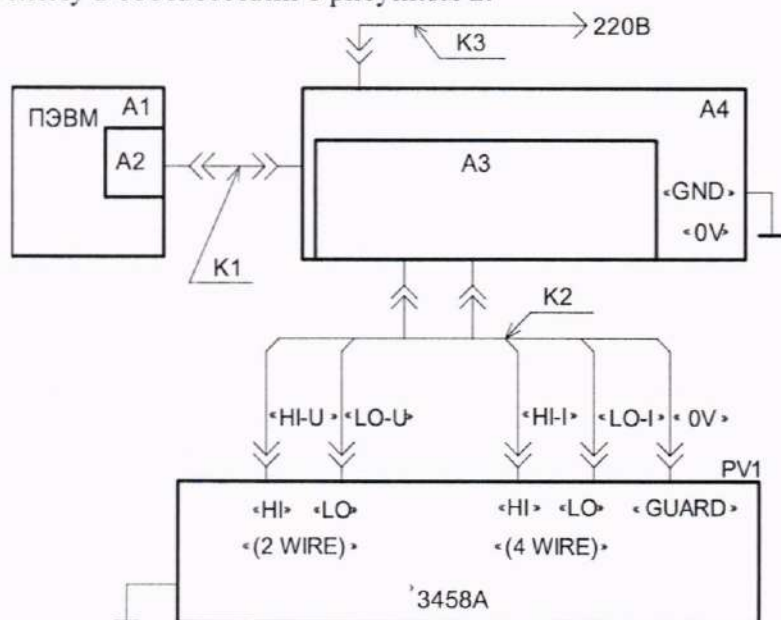 К3
220В
ПЭВМ
А1
А2
А4
А3
«GND»
«0V»
К1
К2
«HI-U»
«LO-U»
«HI-I»
«LO-I»
«0V»
PV1
«HI» «LO»
«HI» «LO» «GUARD»
«(2 WIRE)»
«(4 WIRE)»
3458A